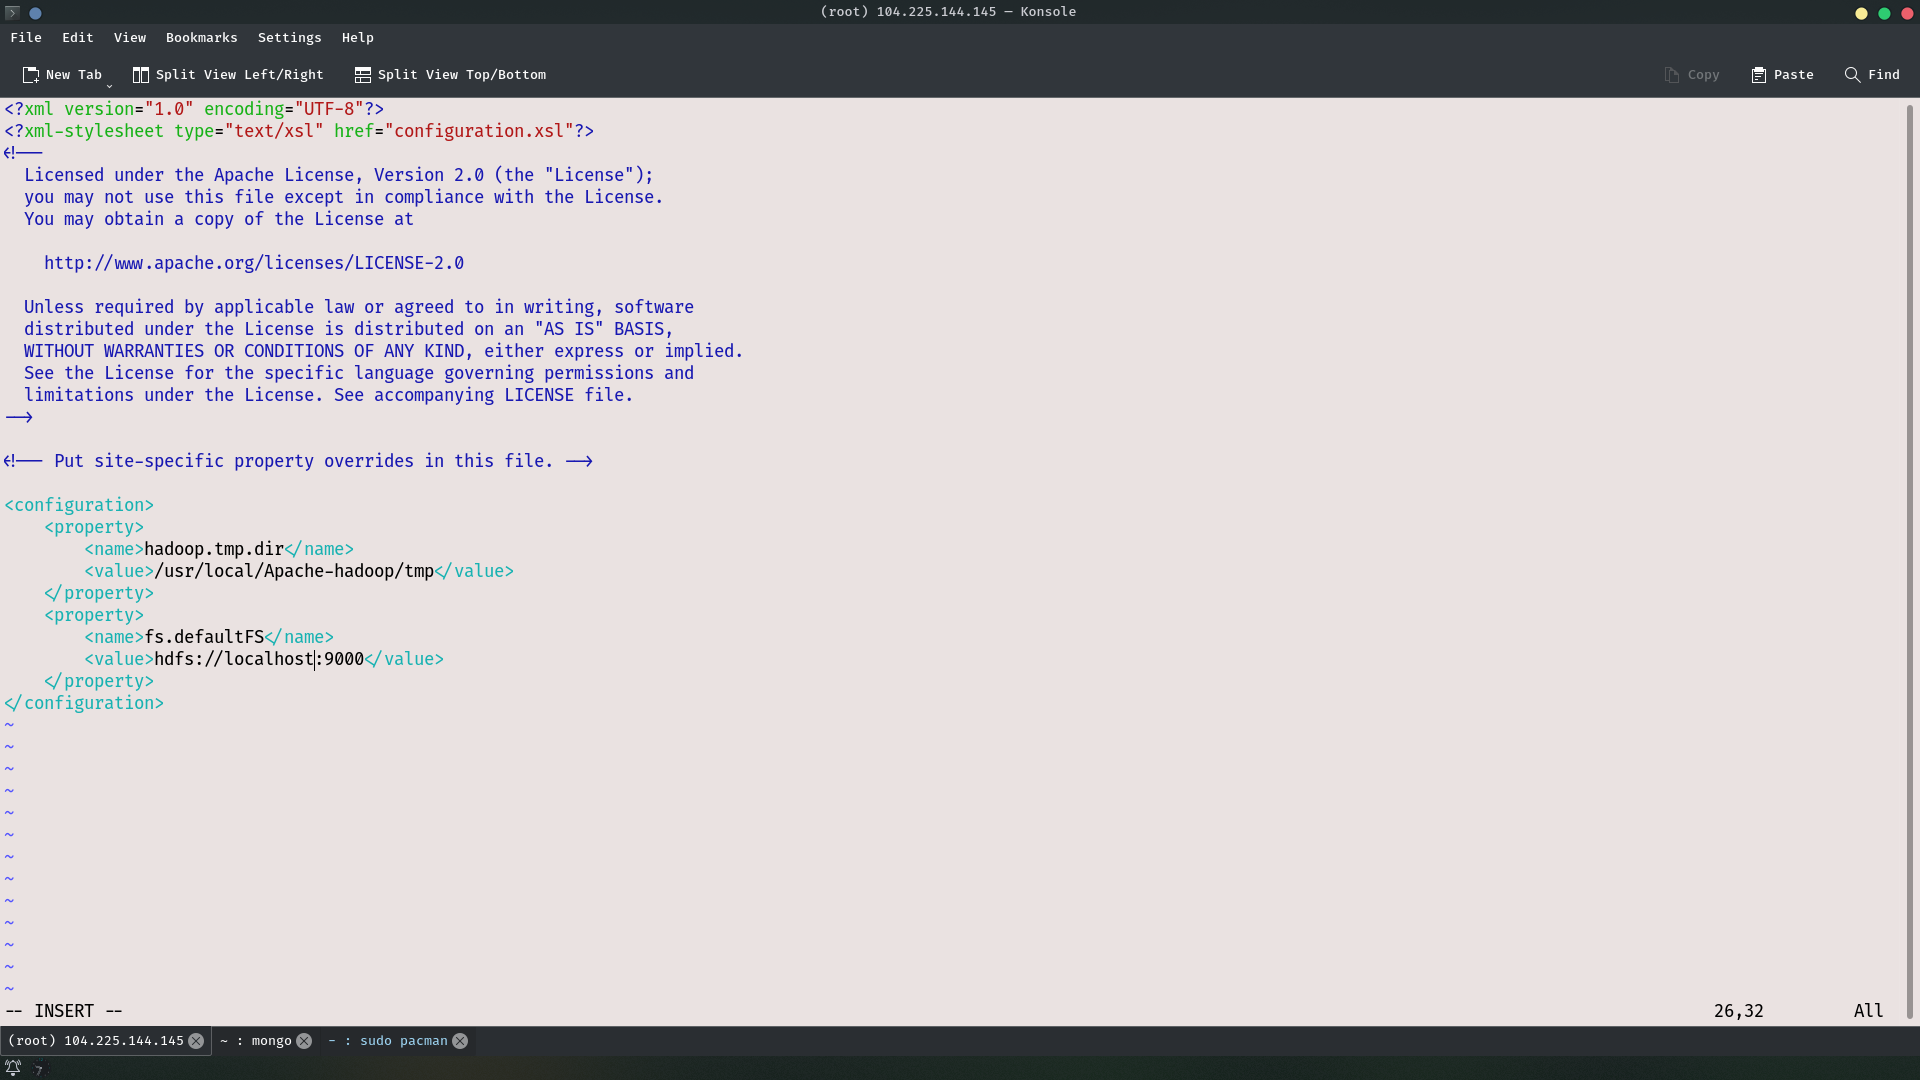 (root) 104.225.144.145 — Konsole
File Edit View Bookmarks Settings Help
New Tab Split View Left/Right Split View Top/Bottom Copy Paste Find
<?xml version="1.0" encoding="UTF-8"?>
<?xml-stylesheet type="text/xsl" href="configuration.xsl"?>
<!--
  Licensed under the Apache License, Version 2.0 (the "License");
  you may not use this file except in compliance with the License.
  You may obtain a copy of the License at
    http://www.apache.org/licenses/LICENSE-2.0
  Unless required by applicable law or agreed to in writing, software
  distributed under the License is distributed on an "AS IS" BASIS,
  WITHOUT WARRANTIES OR CONDITIONS OF ANY KIND, either express or implied.
  See the License for the specific language governing permissions and
  limitations under the License. See accompanying LICENSE file.
-->
<!-- Put site-specific property overrides in this file. -->
<configuration>
    <property>
        <name>hadoop.tmp.dir</name>
        <value>/usr/local/Apache-hadoop/tmp</value>
    </property>
    <property>
        <name>fs.defaultFS</name>
        <value>hdfs://localhost:9000</value>
    </property>
</configuration>
~
~
~
~
~
~
~
~
~
~
~
~
~
-- INSERT -- 26,32 All
(root) 104.225.144.145 ~ : mongo ~ : sudo pacman